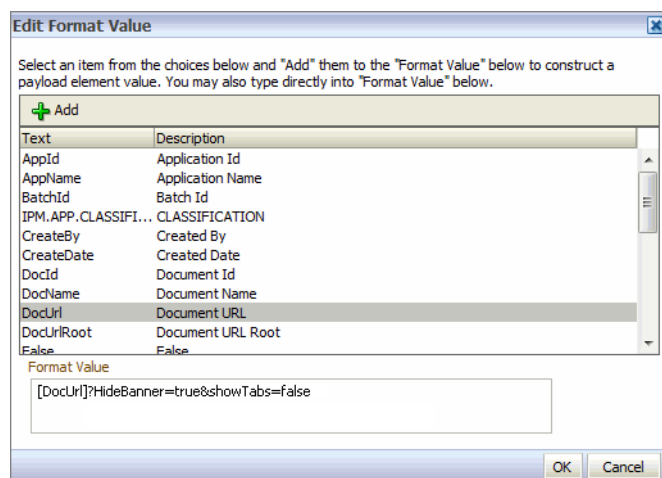 Edit Format Value
Select an item from the choices below and "Add" them to the "Format Value" below to construct a
payload element value. You may also type directly into "Format Value" below.
Add
Text Description
AppId Application Id
AppName Application Name
BatchId Batch Id
IPM.APP.CLASSIFI... CLASSIFICATION
CreateBy Created By
CreateDate Created Date
DocId Document Id
DocName Document Name
DocUrl Document URL
DocUrlRoot Document URL Root
False False
Format Value
[DocUrl]?HideBanner=true&showTabs=false
OK Cancel